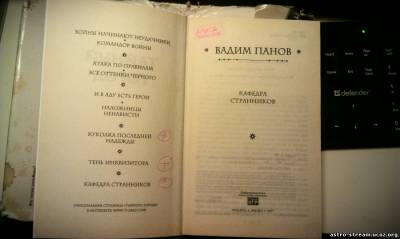 ВОЙНЫ НАЧИНАЮТ НЕУДАЧНИКИ
КОМАНДОР ВОЙНЫ
АТАКА ПО ПРАВИЛАМ
ВСЕ ОТТЕНКИ ЧЕРНОГО
И В АДУ ЕСТЬ ГЕРОИ
НАЛОЖНИЦЫ
НЕНАВИСТИ
КУКОЛКА ПОСЛЕДНЕЙ
НАДЕЖДЫ
ТЕНЬ ИНКВИЗИТОРА
КАФЕДРА СТРАННИКОВ
ВАДИМ ПАНОВ
КАФЕДРА
СТРАННИКОВ
defender
astro-stream.ucoz.org